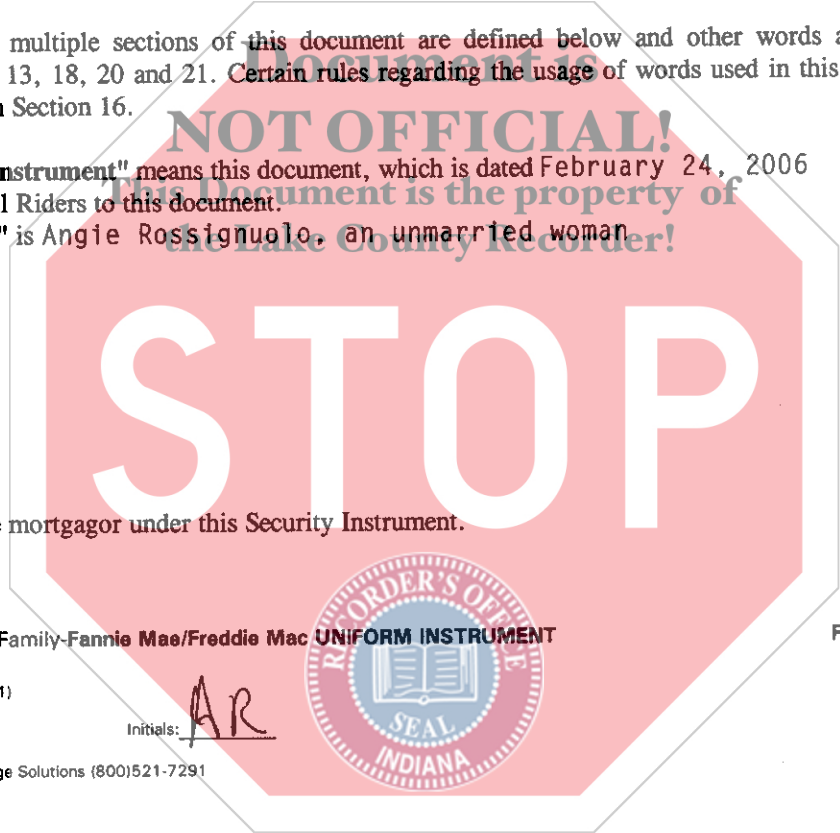 multiple sections of this document are defined below and other words a
13, 18, 20 and 21. Certain rules regarding the usage of words used in this
Section 16.
Document is
NOT OFFICIAL!
This Document is the property of
the Lake County Recorder!
nstrument" means this document, which is dated February 24, 2006
l Riders to this document.
" is Angie Rossignuolo, an unmarried woman
STOP
mortgagor under this Security Instrument.
RECORDER'S OFFICE
SEAL
INDIANA
Family-Fannie Mae/Freddie Mac UNIFORM INSTRUMENT
1)
Initials: AR
ge Solutions (800)521-7291